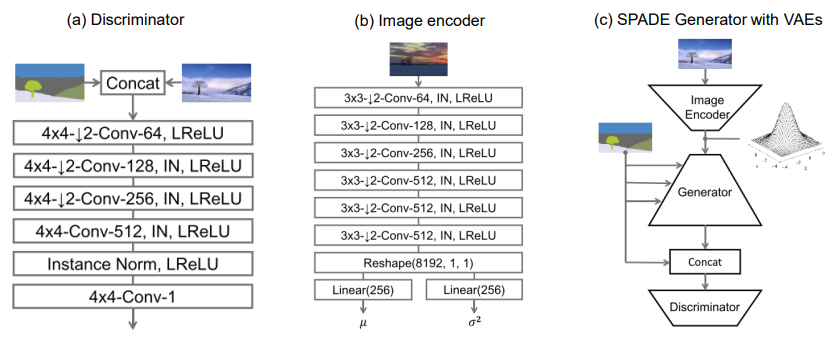 (a) Discriminator
Concat
4x4-↓2-Conv-64, LReLU
4x4-↓2-Conv-128, IN, LReLU
4x4-↓2-Conv-256, IN, LReLU
4x4-Conv-512, IN, LReLU
Instance Norm, LReLU
4x4-Conv-1
(b) Image encoder
3x3-↓2-Conv-64, IN, LReLU
3x3-↓2-Conv-128, IN, LReLU
3x3-↓2-Conv-256, IN, LReLU
3x3-↓2-Conv-512, IN, LReLU
3x3-↓2-Conv-512, IN, LReLU
3x3-↓2-Conv-512, IN, LReLU
Reshape(8192, 1, 1)
Linear(256) Linear(256)
μ σ²
(c) SPADE Generator with VAEs
Image
Encoder
Generator
Concat
Discriminator